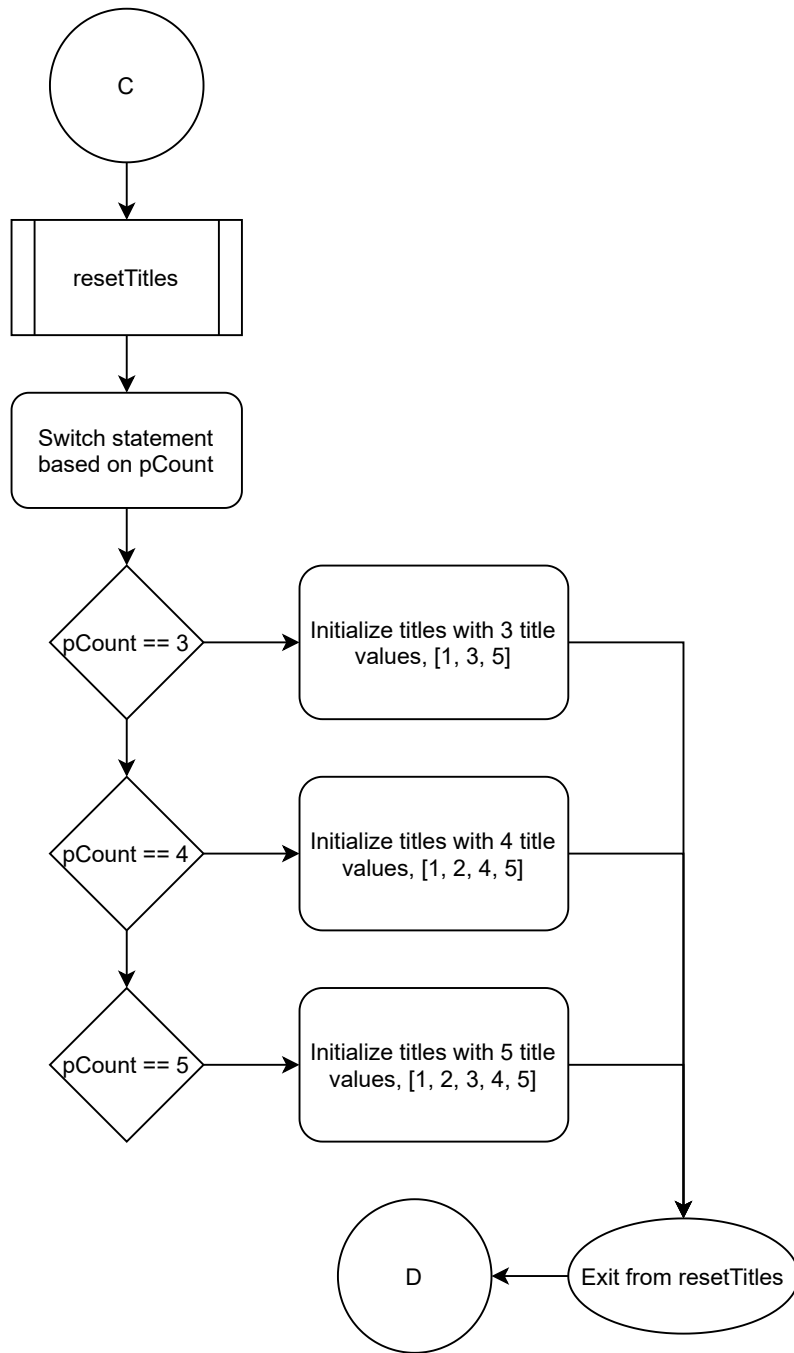 C
resetTitles
Switch statement
based on pCount
pCount == 3
Initialize titles with 3 title
values, [1, 3, 5]
pCount == 4
Initialize titles with 4 title
values, [1, 2, 4, 5]
pCount == 5
Initialize titles with 5 title
values, [1, 2, 3, 4, 5]
D
Exit from resetTitles